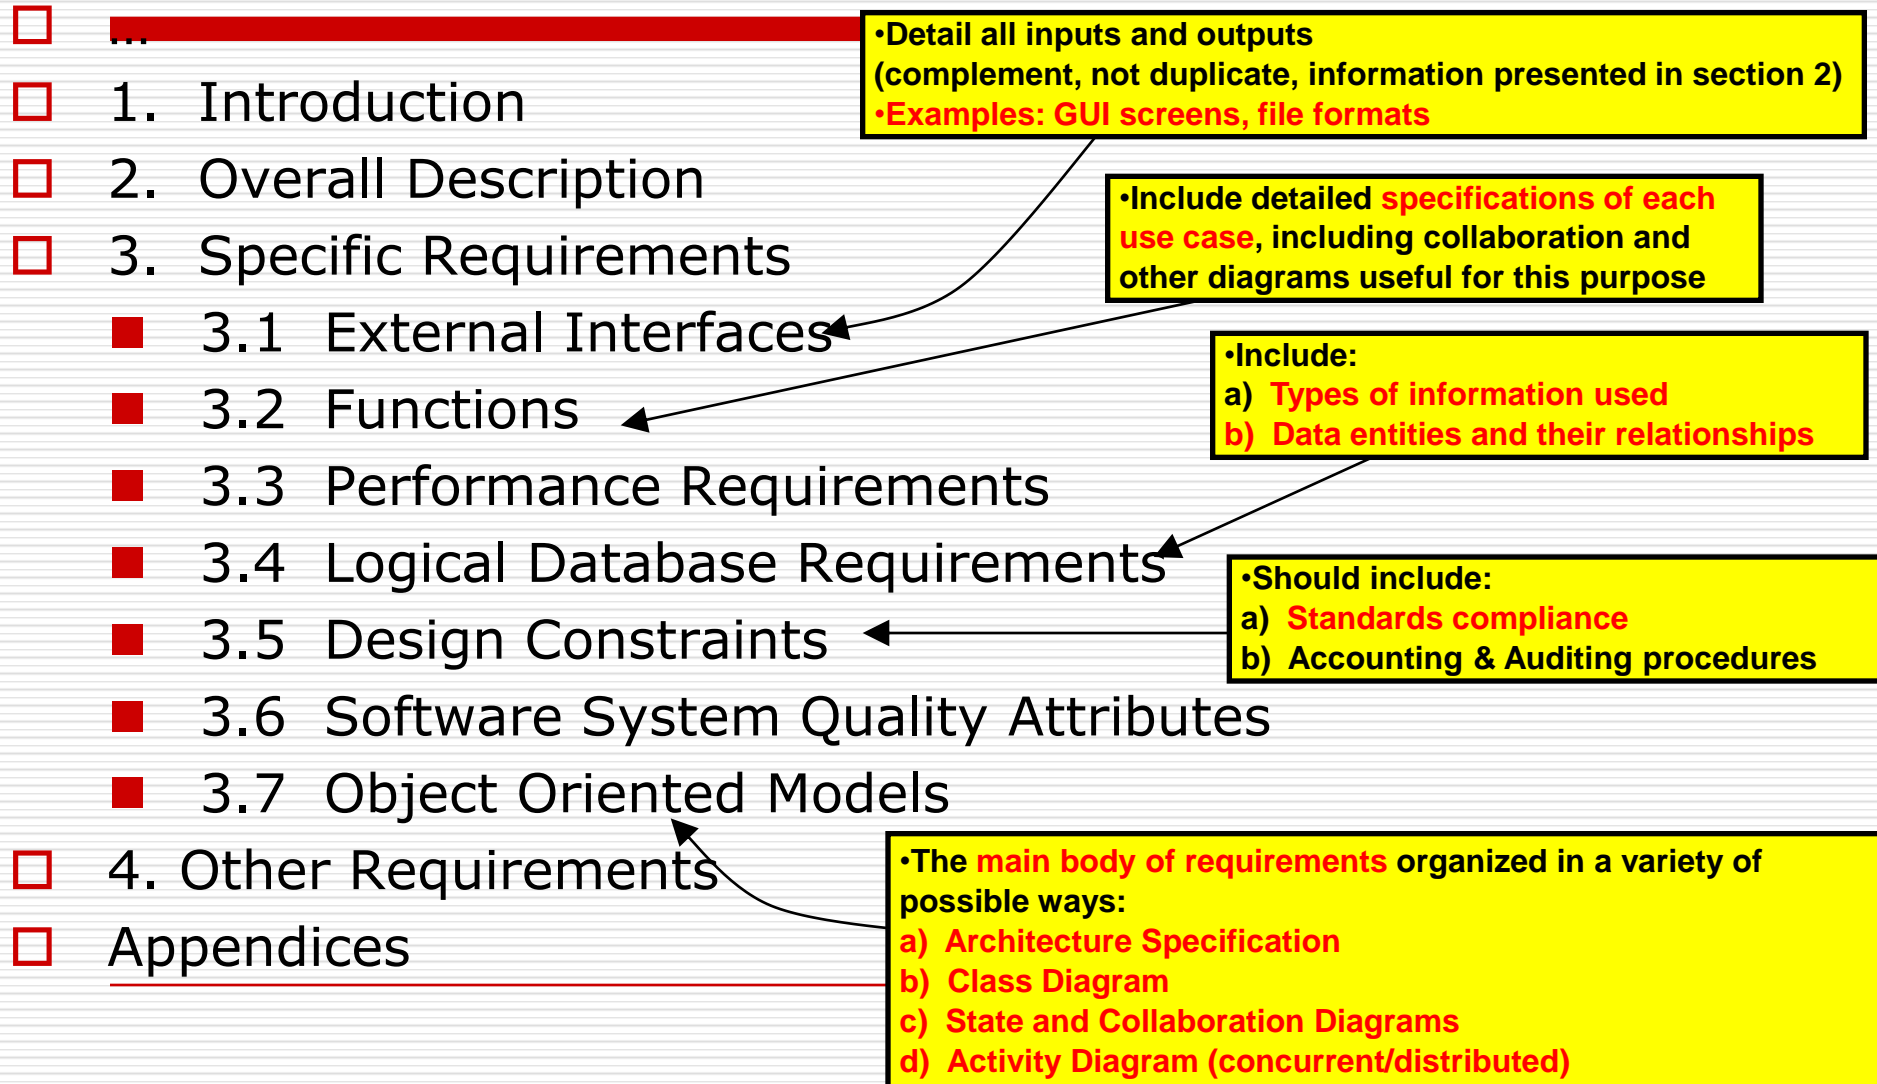 ...
1. Introduction
2. Overall Description
3. Specific Requirements
3.1 External Interfaces
3.2 Functions
3.3 Performance Requirements
3.4 Logical Database Requirements
3.5 Design Constraints
3.6 Software System Quality Attributes
3.7 Object Oriented Models
4. Other Requirements
Appendices
•Detail all inputs and outputs
(complement, not duplicate, information presented in section 2)
•Examples: GUI screens, file formats
•Include detailed specifications of each
use case, including collaboration and
other diagrams useful for this purpose
•Include:
a) Types of information used
b) Data entities and their relationships
•Should include:
a) Standards compliance
b) Accounting & Auditing procedures
•The main body of requirements organized in a variety of
possible ways:
a) Architecture Specification
b) Class Diagram
c) State and Collaboration Diagrams
d) Activity Diagram (concurrent/distributed)